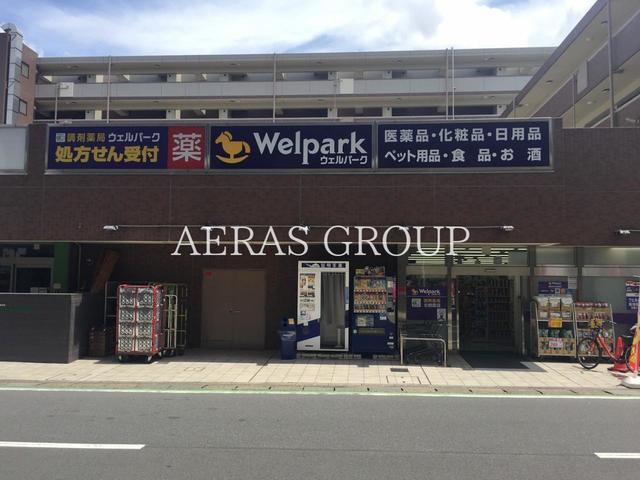 調剤薬局 ウェルパーク
処方せん受付
薬
Welpark
ウェルパーク
医薬品・化粧品・日用品
ペット用品・食品・お酒
AERAS GROUP
Welpark